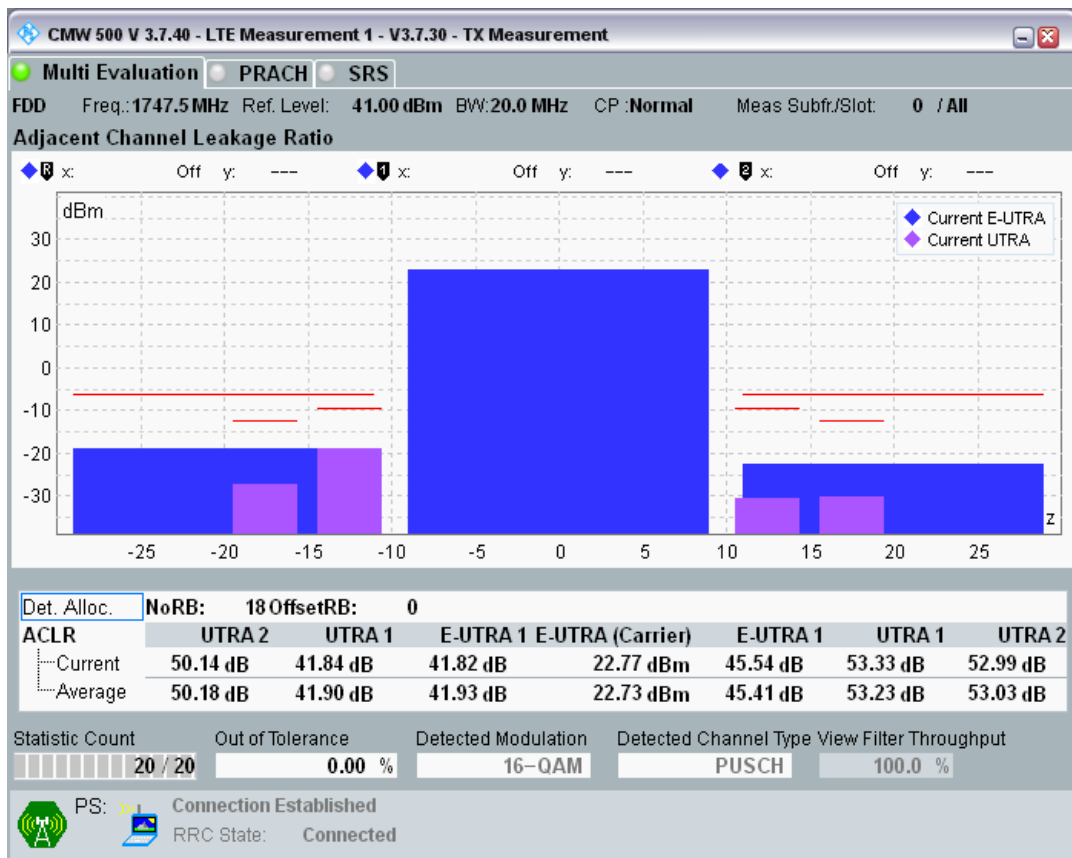 CMW 500 V 3.7.40 - LTE Measurement 1 - V3.7.30 - TX Measurement
Multi Evaluation PRACH SRS
FDD Freq.:1747.5 MHz Ref. Level: 41.00 dBm BW:20.0 MHz CP :Normal Meas Subfr./Slot: 0 / All
Adjacent Channel Leakage Ratio
R x: Off y: --- 1 x: Off y: --- 2 x: Off y: ---
dBm
Current E-UTRA
Current UTRA
30
20
10
0
-10
-20
-30
z
-25 -20 -15 -10 -5 0 5 10 15 20 25
Det. Alloc. NoRB: 18 OffsetRB: 0
ACLR UTRA 2 UTRA 1 E-UTRA 1 E-UTRA (Carrier) E-UTRA 1 UTRA 1 UTRA 2
Current 50.14 dB 41.84 dB 41.82 dB 22.77 dBm 45.54 dB 53.33 dB 52.99 dB
Average 50.18 dB 41.90 dB 41.93 dB 22.73 dBm 45.41 dB 53.23 dB 53.03 dB
Statistic Count Out of Tolerance Detected Modulation Detected Channel Type View Filter Throughput
20 / 20 0.00 % 16-QAM PUSCH 100.0 %
PS: Connection Established
RRC State: Connected